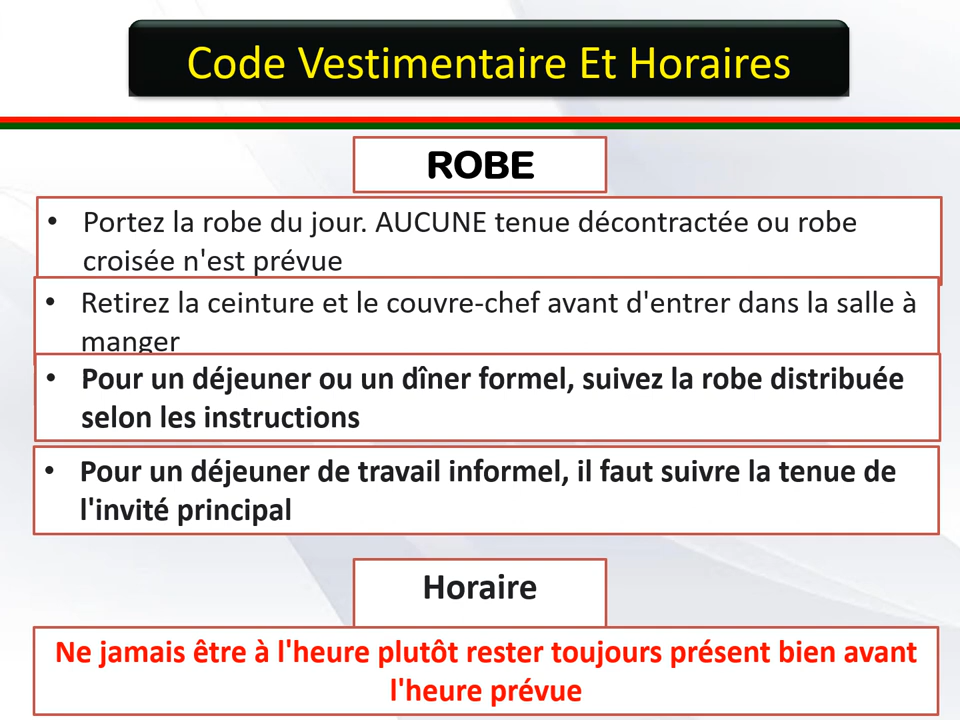 Code Vestimentaire Et Horaires
ROBE
• Portez la robe du jour. AUCUNE tenue décontractée ou robe
croisée n'est prévue
• Retirez la ceinture et le couvre-chef avant d'entrer dans la salle à
manger
• Pour un déjeuner ou un dîner formel, suivez la robe distribuée
selon les instructions
• Pour un déjeuner de travail informel, il faut suivre la tenue de
l'invité principal
Horaire
Ne jamais être à l'heure plutôt rester toujours présent bien avant
l'heure prévue